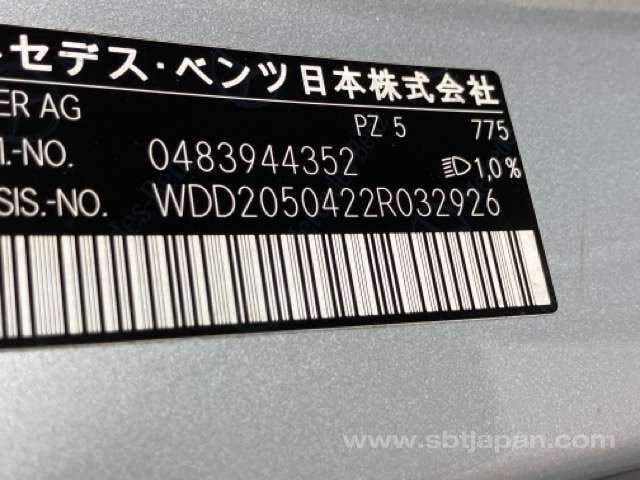 セデス・ベンツ日本株式会社
ER AG
PZ 5 775
.-NO. 0483944352 1,0%
SIS.-NO. WDD2050422R032926
www.sbtjapan.com